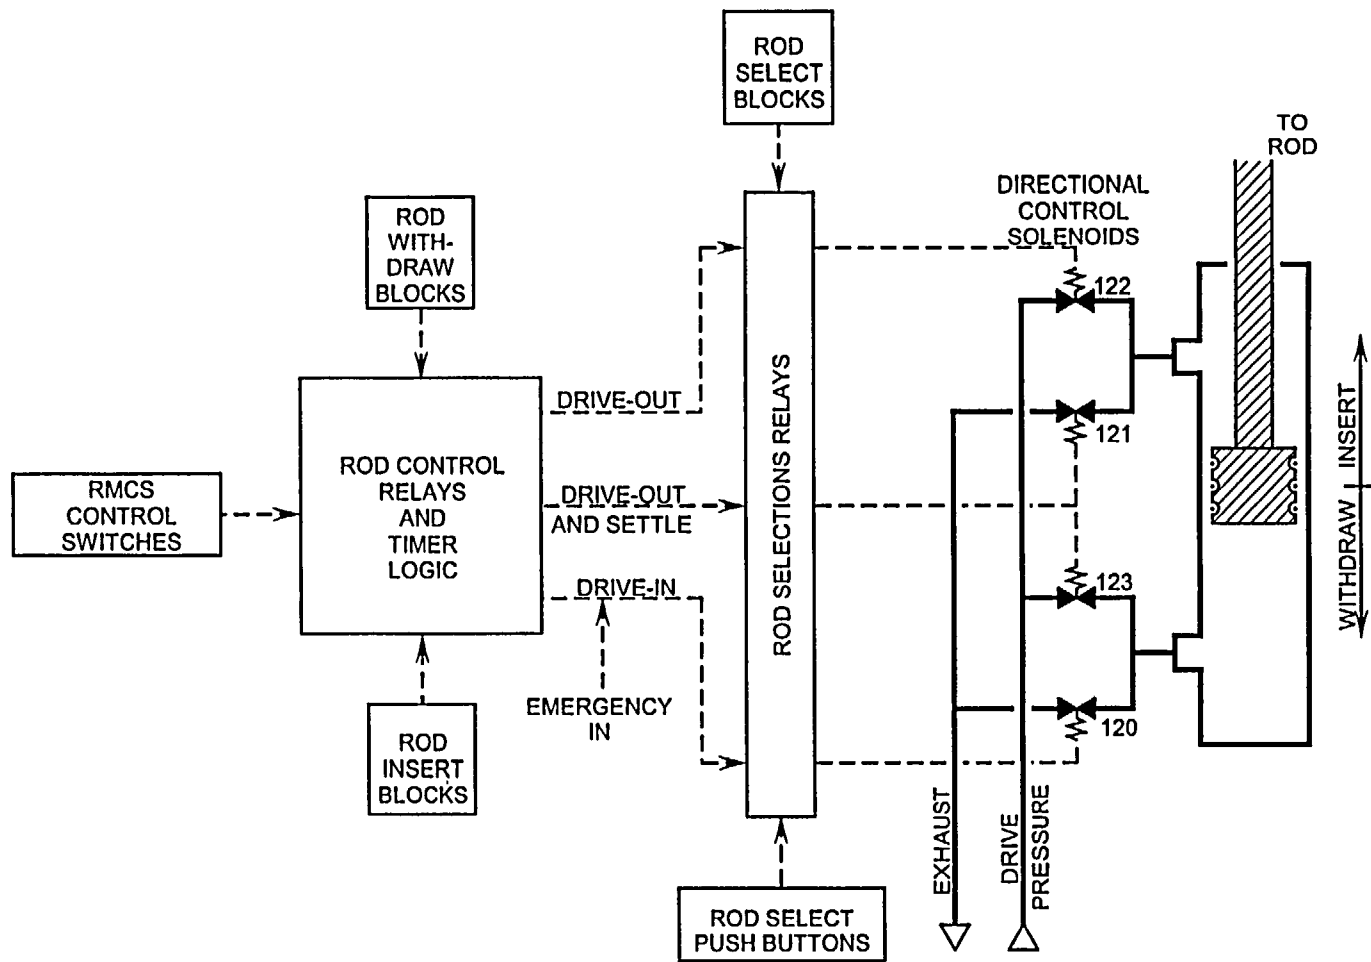 ROD
SELECT
BLOCKS
TO
ROD
DIRECTIONAL
CONTROL
SOLENOIDS
ROD
WITH-
DRAW
BLOCKS
122
DRIVE-OUT
121
ROD CONTROL
RELAYS
AND
TIMER
LOGIC
RMCS
CONTROL
SWITCHES
DRIVE-OUT
AND SETTLE
ROD SELECTIONS RELAYS
INSERT
WITHDRAW
DRIVE-IN
123
EMERGENCY
IN
120
ROD
INSERT
BLOCKS
EXHAUST
DRIVE
PRESSURE
ROD SELECT
PUSH BUTTONS